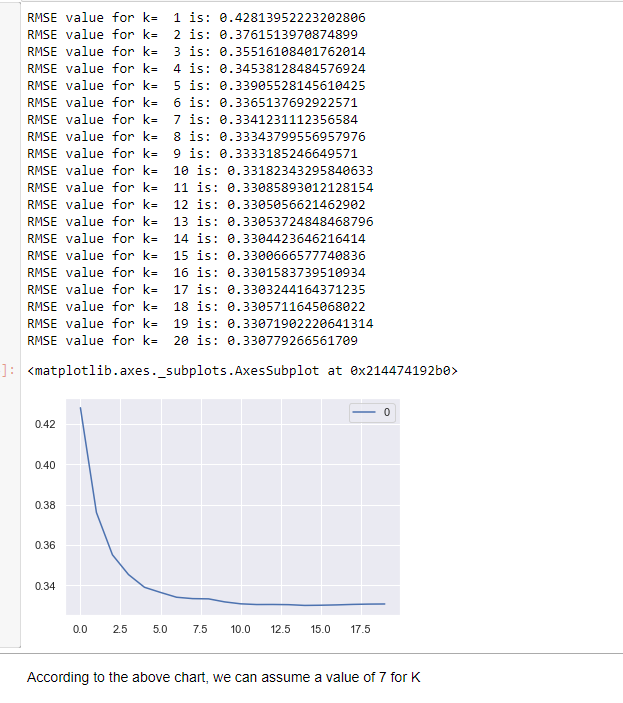 RMSE value for k=  1 is: 0.42813952223202806
RMSE value for k=  2 is: 0.3761513970874899
RMSE value for k=  3 is: 0.35516108401762014
RMSE value for k=  4 is: 0.34538128484576924
RMSE value for k=  5 is: 0.33905528145610425
RMSE value for k=  6 is: 0.3365137692922571
RMSE value for k=  7 is: 0.3341231112356584
RMSE value for k=  8 is: 0.33343799556957976
RMSE value for k=  9 is: 0.3333185246649571
RMSE value for k=  10 is: 0.33182343295840633
RMSE value for k=  11 is: 0.33085893012128154
RMSE value for k=  12 is: 0.3305056621462902
RMSE value for k=  13 is: 0.33053724848468796
RMSE value for k=  14 is: 0.3304423646216414
RMSE value for k=  15 is: 0.3300666577740836
RMSE value for k=  16 is: 0.3301583739510934
RMSE value for k=  17 is: 0.3303244164371235
RMSE value for k=  18 is: 0.3305711645068022
RMSE value for k=  19 is: 0.33071902220641314
RMSE value for k=  20 is: 0.330779266561709
]: <matplotlib.axes._subplots.AxesSubplot at 0x214474192b0>
0
0.42
0.40
0.38
0.36
0.34
0.0 2.5 5.0 7.5 10.0 12.5 15.0 17.5
According to the above chart, we can assume a value of 7 for K